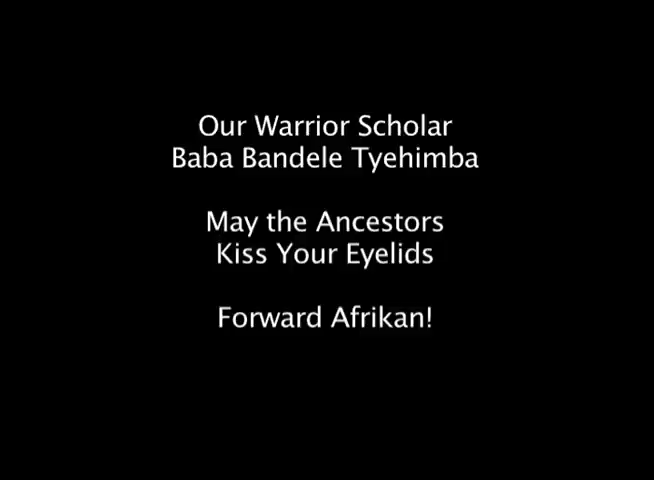 Our Warrior Scholar
Baba Bandele Tyehimba
May the Ancestors
Kiss Your Eyelids
Forward Afrikan!